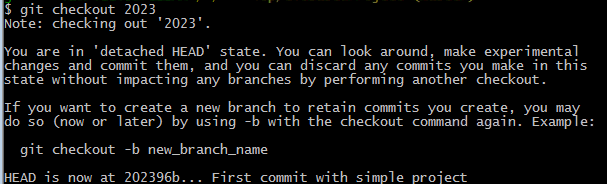 $ git checkout 2023
Note: checking out '2023'.
You are in 'detached HEAD' state. You can look around, make experimental
changes and commit them, and you can discard any commits you make in this
state without impacting any branches by performing another checkout.
If you want to create a new branch to retain commits you create, you may
do so (now or later) by using -b with the checkout command again. Example:
git checkout -b new_branch_name
HEAD is now at 202396b... First commit with simple project